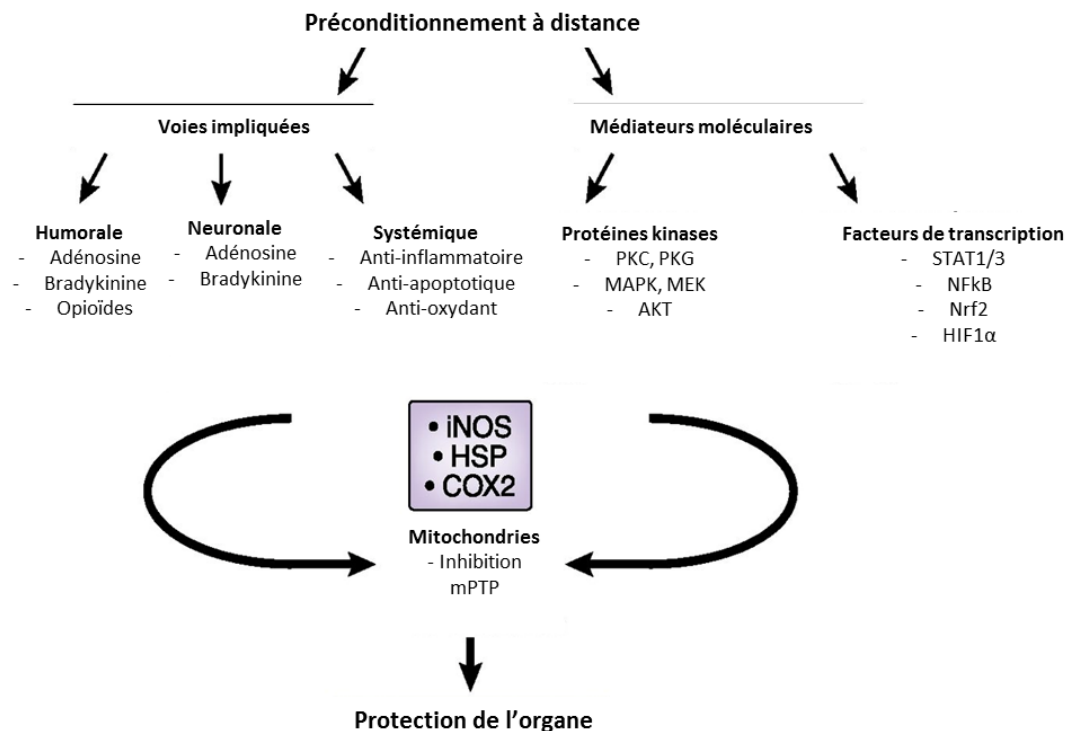 Préconditionnement à distance
Voies impliquées
Médiateurs moléculaires
Humorale
- Adénosine
- Bradykinine
- Opioïdes
Neuronale
- Adénosine
- Bradykinine
Systémique
- Anti-inflammatoire
- Anti-apoptotique
- Anti-oxydant
Protéines kinases
- PKC, PKG
- MAPK, MEK
- AKT
Facteurs de transcription
- STAT1/3
- NFkB
- Nrf2
- HIF1α
• iNOS
• HSP
• COX2
Mitochondries
- Inhibition
mPTP
Protection de l’organe